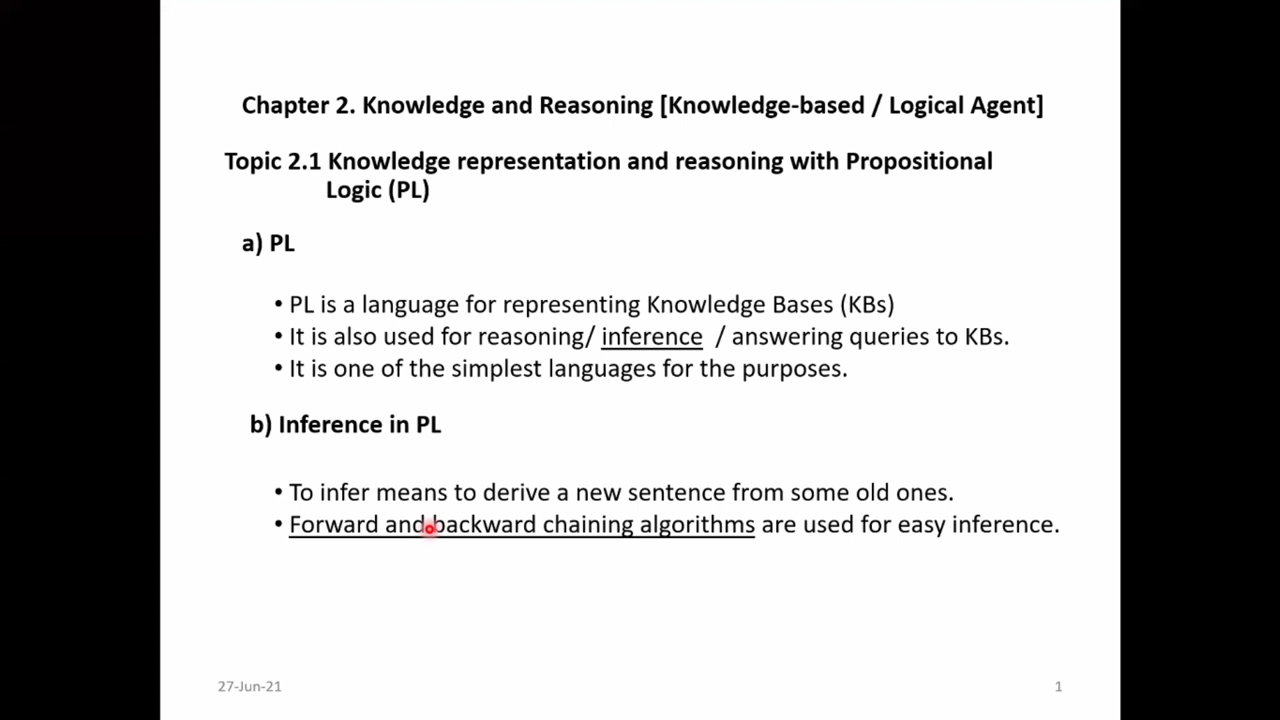 Chapter 2. Knowledge and Reasoning [Knowledge-based / Logical Agent]
Topic 2.1 Knowledge representation and reasoning with Propositional
Logic (PL)
a) PL
• PL is a language for representing Knowledge Bases (KBs)
• It is also used for reasoning/ inference / answering queries to KBs.
• It is one of the simplest languages for the purposes.
b) Inference in PL
• To infer means to derive a new sentence from some old ones.
• Forward and backward chaining algorithms are used for easy inference.
27-Jun-21
1